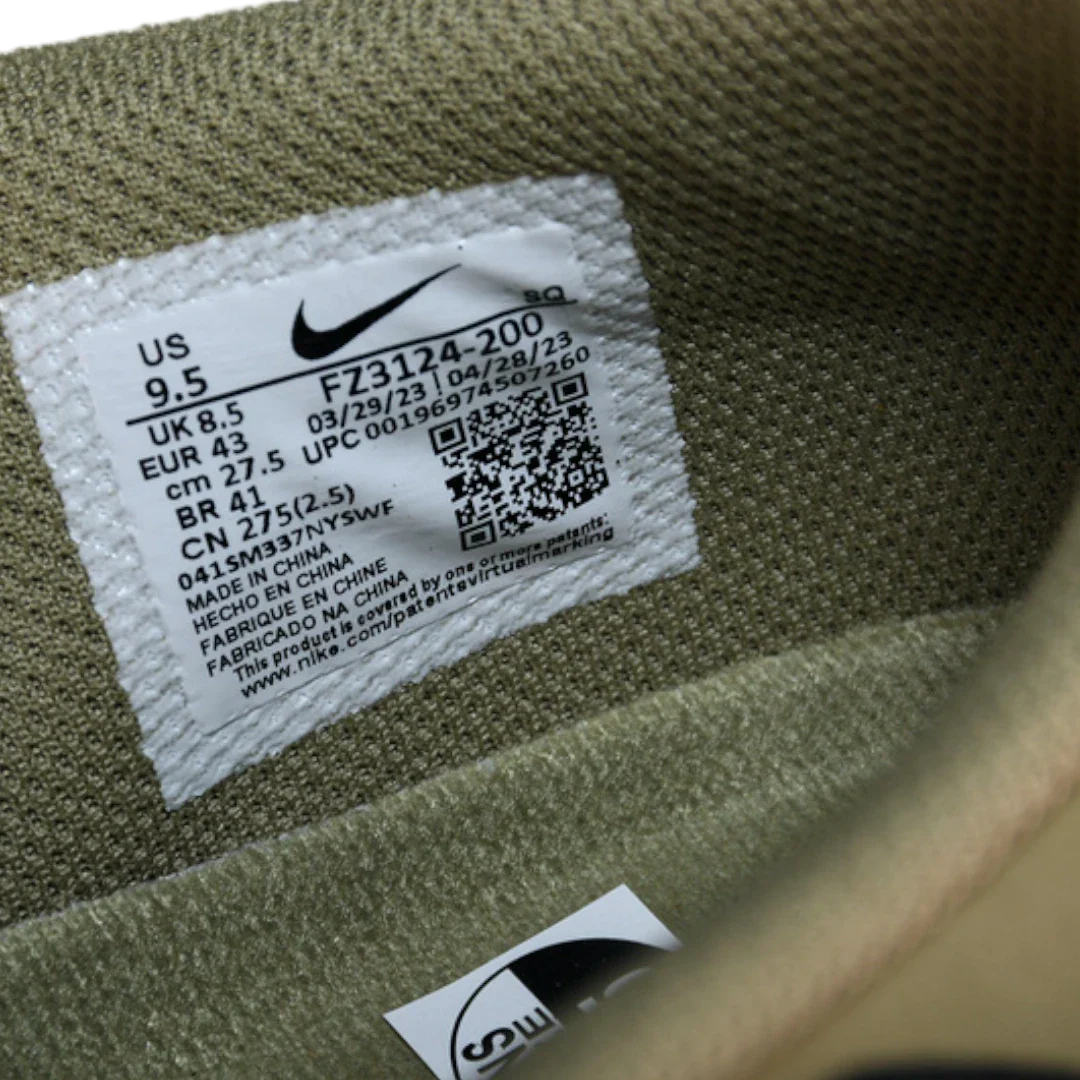 US
9.5
SQ
UK 8.5
EUR 43
cm 27.5
BR 41
CN 275(2.5)
FZ3124-200
03/29/23 | 04/28/23
UPC 00196974507260
041SM337NYSWF
MADE IN CHINA
HECHO EN CHINA
FABRIQUE EN CHINE
FABRICADO NA CHINA
This product is covered by one or more patents:
www.nike.com/patentsvirtualmarking